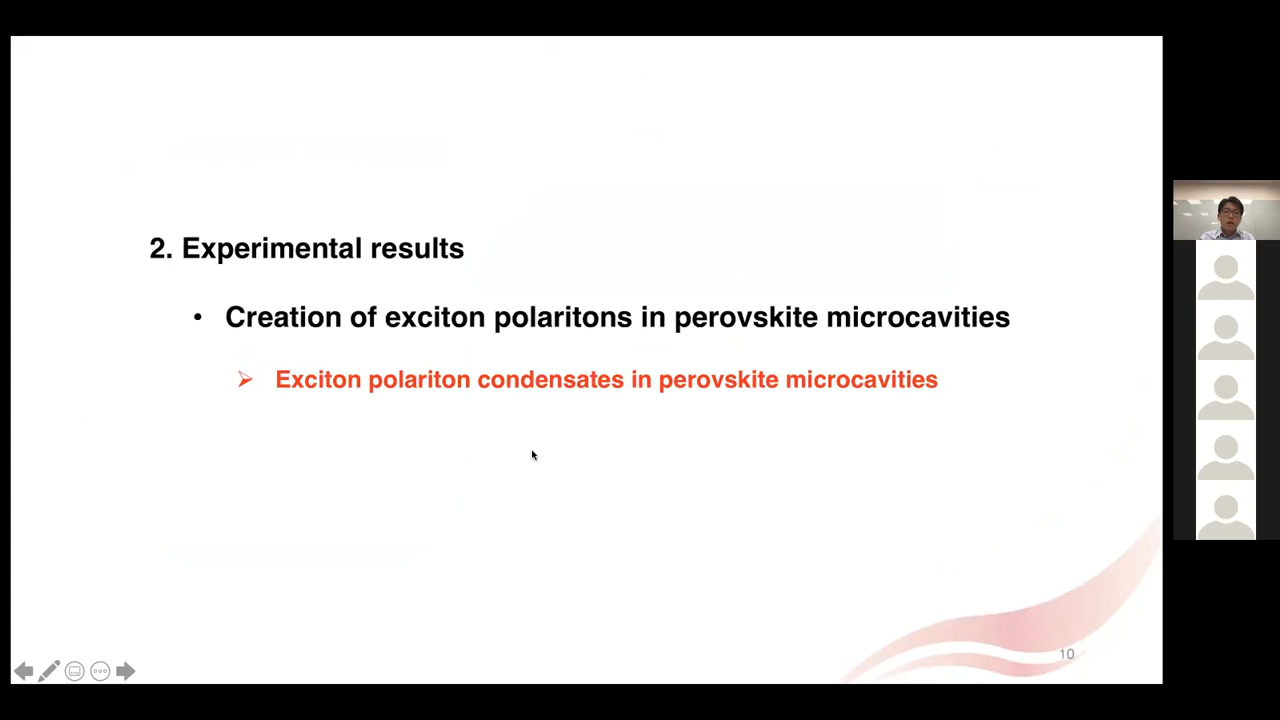 2. Experimental results
• Creation of exciton polaritons in perovskite microcavities
➢ Exciton polariton condensates in perovskite microcavities
10